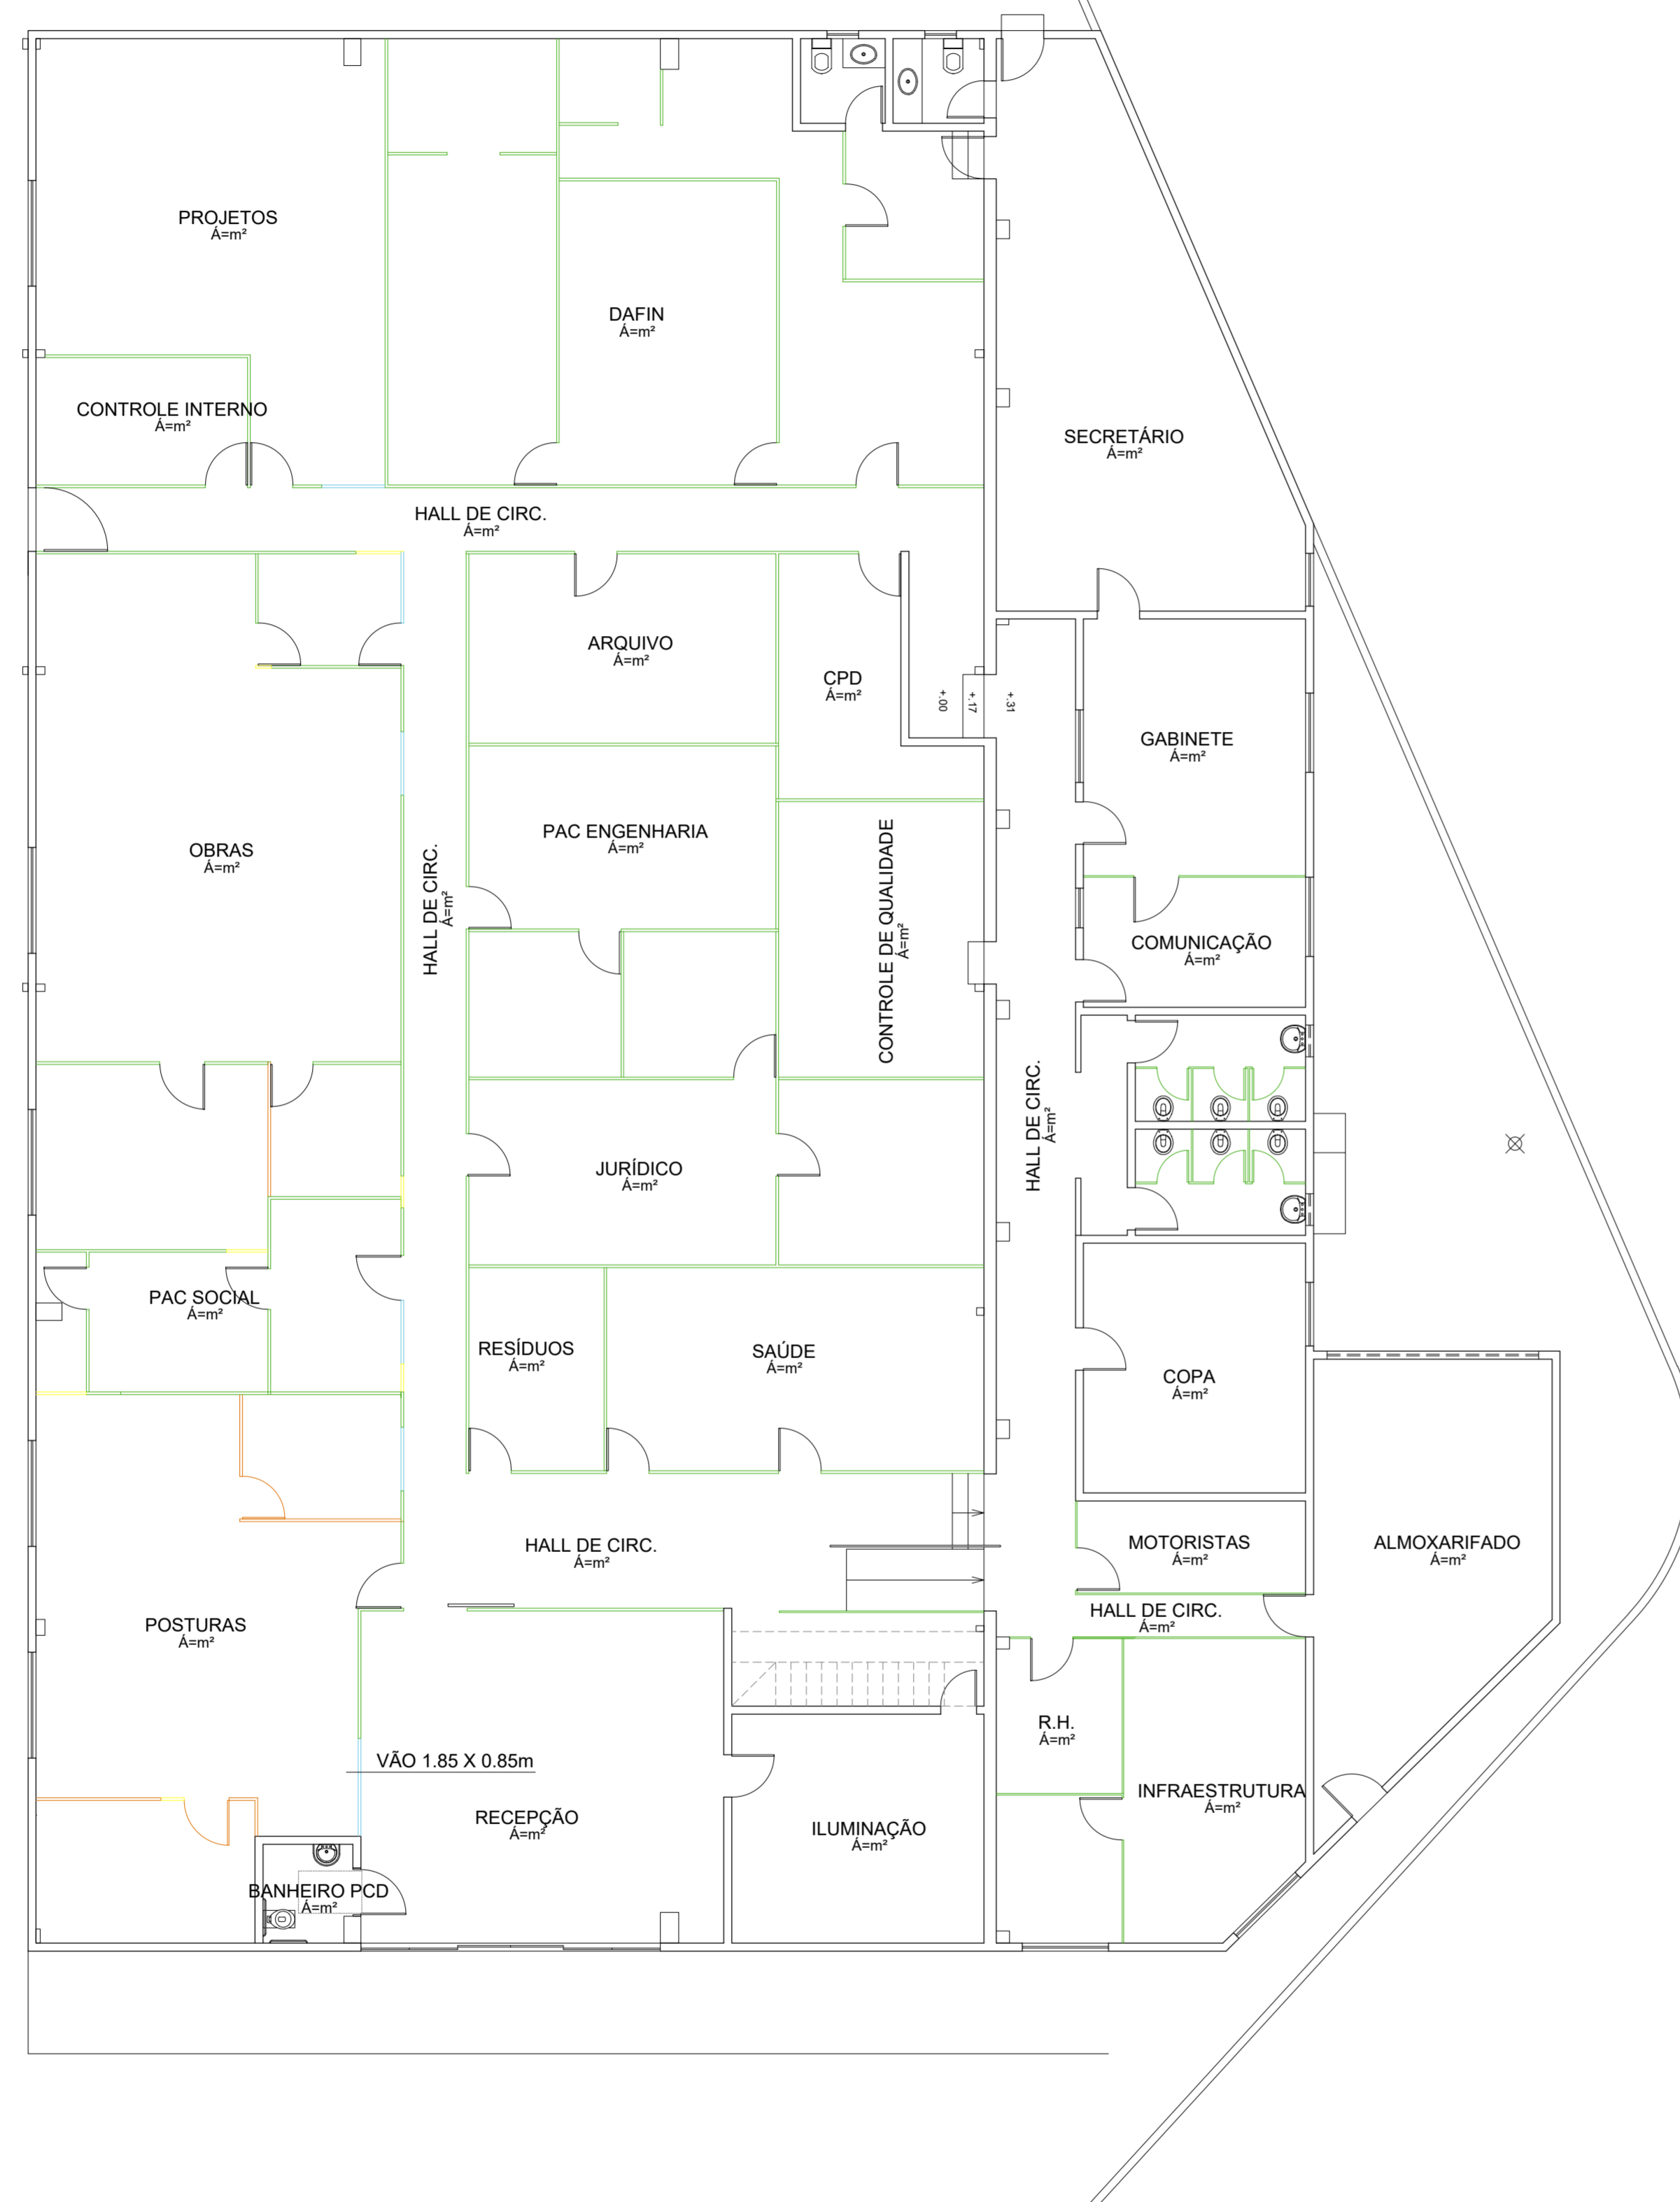 PROJETOS
Á=m²
DAFIN
Á=m²
CONTROLE INTERNO
Á=m²
SECRETÁRIO
Á=m²
HALL DE CIRC.
Á=m²
ARQUIVO
Á=m²
CPD
Á=m²
+.00
+.17
+.31
GABINETE
Á=m²
OBRAS
Á=m²
HALL DE CIRC.
Á=m²
PAC ENGENHARIA
Á=m²
CONTROLE DE QUALIDADE
Á=m²
COMUNICAÇÃO
Á=m²
HALL DE CIRC.
Á=m²
JURÍDICO
Á=m²
PAC SOCIAL
Á=m²
RESÍDUOS
Á=m²
SAÚDE
Á=m²
COPA
Á=m²
HALL DE CIRC.
Á=m²
MOTORISTAS
Á=m²
ALMOXARIFADO
Á=m²
POSTURAS
Á=m²
HALL DE CIRC.
Á=m²
R.H.
Á=m²
VÃO 1.85 X 0.85m
RECEPÇÃO
Á=m²
ILUMINAÇÃO
Á=m²
INFRAESTRUTURA
Á=m²
BANHEIRO PCD
Á=m²